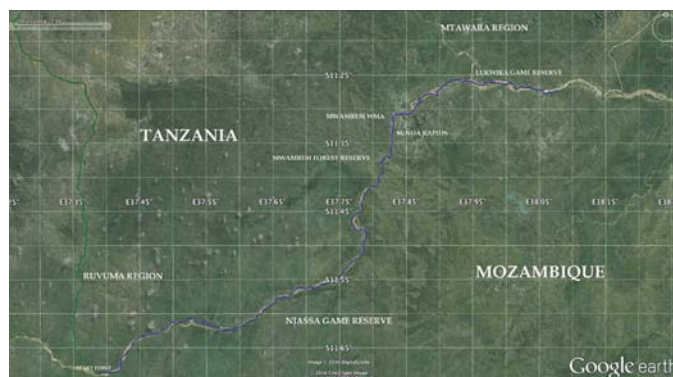 MTAWARA REGION
S11.25
LUKWIKA GAME RESERVE
MWAMBESI WMA
TANZANIA
SUNDA RAPIDS
S11.35
MWAMBESI FOREST RESERVE
E37.35 E37.45 E37.55 E37.65 E37.75 E37.85 E37.95 E38.05 E38.15
S11.45
RUVUMA REGION
S11.55
MOZAMBIQUE
NIASSA GAME RESERVE
S11.65
START POINT
Google earth